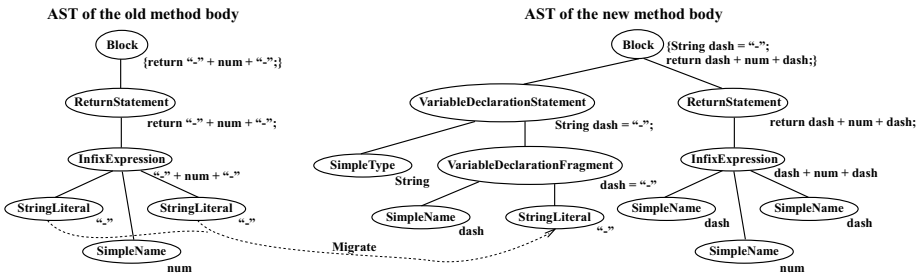 AST of the old method body
Block
{return “-” + num + “-”;}
ReturnStatement
return “-” + num + “-”;
InfixExpression
“-” + num + “-”
StringLiteral
“-”
StringLiteral
“-”
SimpleName
num
Migrate
AST of the new method body
Block
{String dash = “-”;
return dash + num + dash;}
VariableDeclarationStatement
String dash = “-”;
SimpleType
String
VariableDeclarationFragment
dash = “-”
SimpleName
dash
StringLiteral
“-”
ReturnStatement
return dash + num + dash;
InfixExpression
dash + num + dash
SimpleName
dash
SimpleName
dash
SimpleName
num